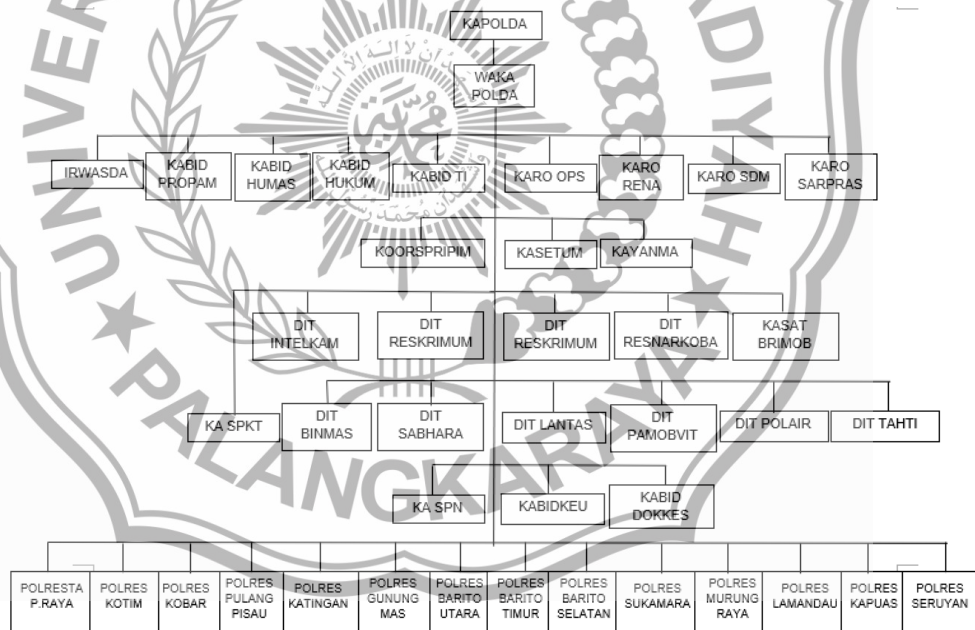 KAPOLDA
WAKA
POLDA
IRWASDA
KABID
PROPAM
KABID
HUMAS
KABID
HUKUM
KABID TI
KARO OPS
KARO
RENA
KARO SDM
KARO
SARPRAS
KOORSPRIPIM
KASETUM
KAYANMA
DIT
INTELKAM
DIT
RESKRIMUM
DIT
RESKRIMUM
DIT
RESNARKOBA
KASAT
BRIMOB
KA SPKT
DIT
BINMAS
DIT
SABHARA
DIT LANTAS
DIT
PAMOBVIT
DIT POLAIR
DIT TAHTI
KA SPN
KABIDKEU
KABID
DOKKES
POLRESTA
P.RAYA
POLRES
KOTIM
POLRES
KOBAR
POLRES
PULANG
PISAU
POLRES
KATINGAN
POLRES
GUNUNG
MAS
POLRES
BARITO
UTARA
POLRES
BARITO
TIMUR
POLRES
BARITO
SELATAN
POLRES
SUKAMARA
POLRES
MURUNG
RAYA
POLRES
LAMANDAU
POLRES
KAPUAS
POLRES
SERUYAN
PALANGKARAYA